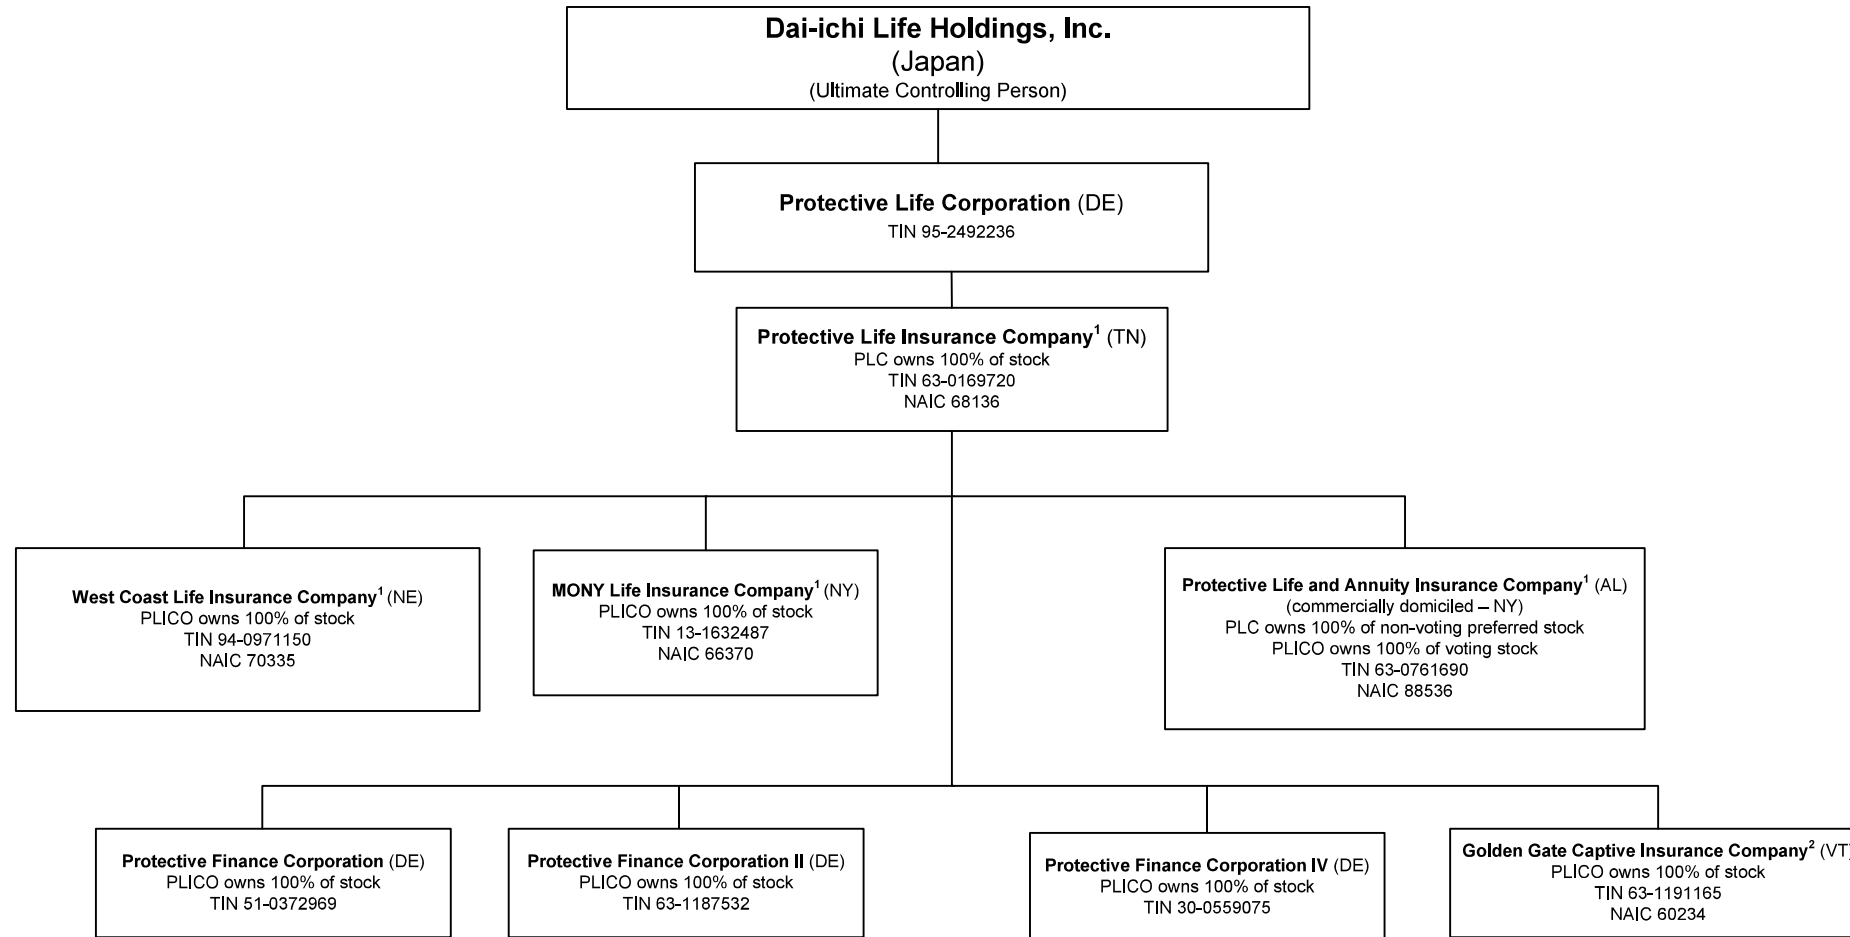 Dai-ichi Life Holdings, Inc.
(Japan)
(Ultimate Controlling Person)
Protective Life Corporation (DE)
TIN 95-2492236
Protective Life Insurance Company¹ (TN)
PLC owns 100% of stock
TIN 63-0169720
NAIC 68136
West Coast Life Insurance Company¹ (NE)
PLICO owns 100% of stock
TIN 94-0971150
NAIC 70335
MONY Life Insurance Company¹ (NY)
PLICO owns 100% of stock
TIN 13-1632487
NAIC 66370
Protective Life and Annuity Insurance Company¹ (AL)
(commercially domiciled – NY)
PLC owns 100% of non-voting preferred stock
PLICO owns 100% of voting stock
TIN 63-0761690
NAIC 88536
Protective Finance Corporation (DE)
PLICO owns 100% of stock
TIN 51-0372969
Protective Finance Corporation II (DE)
PLICO owns 100% of stock
TIN 63-1187532
Protective Finance Corporation IV (DE)
PLICO owns 100% of stock
TIN 30-0559075
Golden Gate Captive Insurance Company² (VT)
PLICO owns 100% of stock
TIN 63-1191165
NAIC 60234